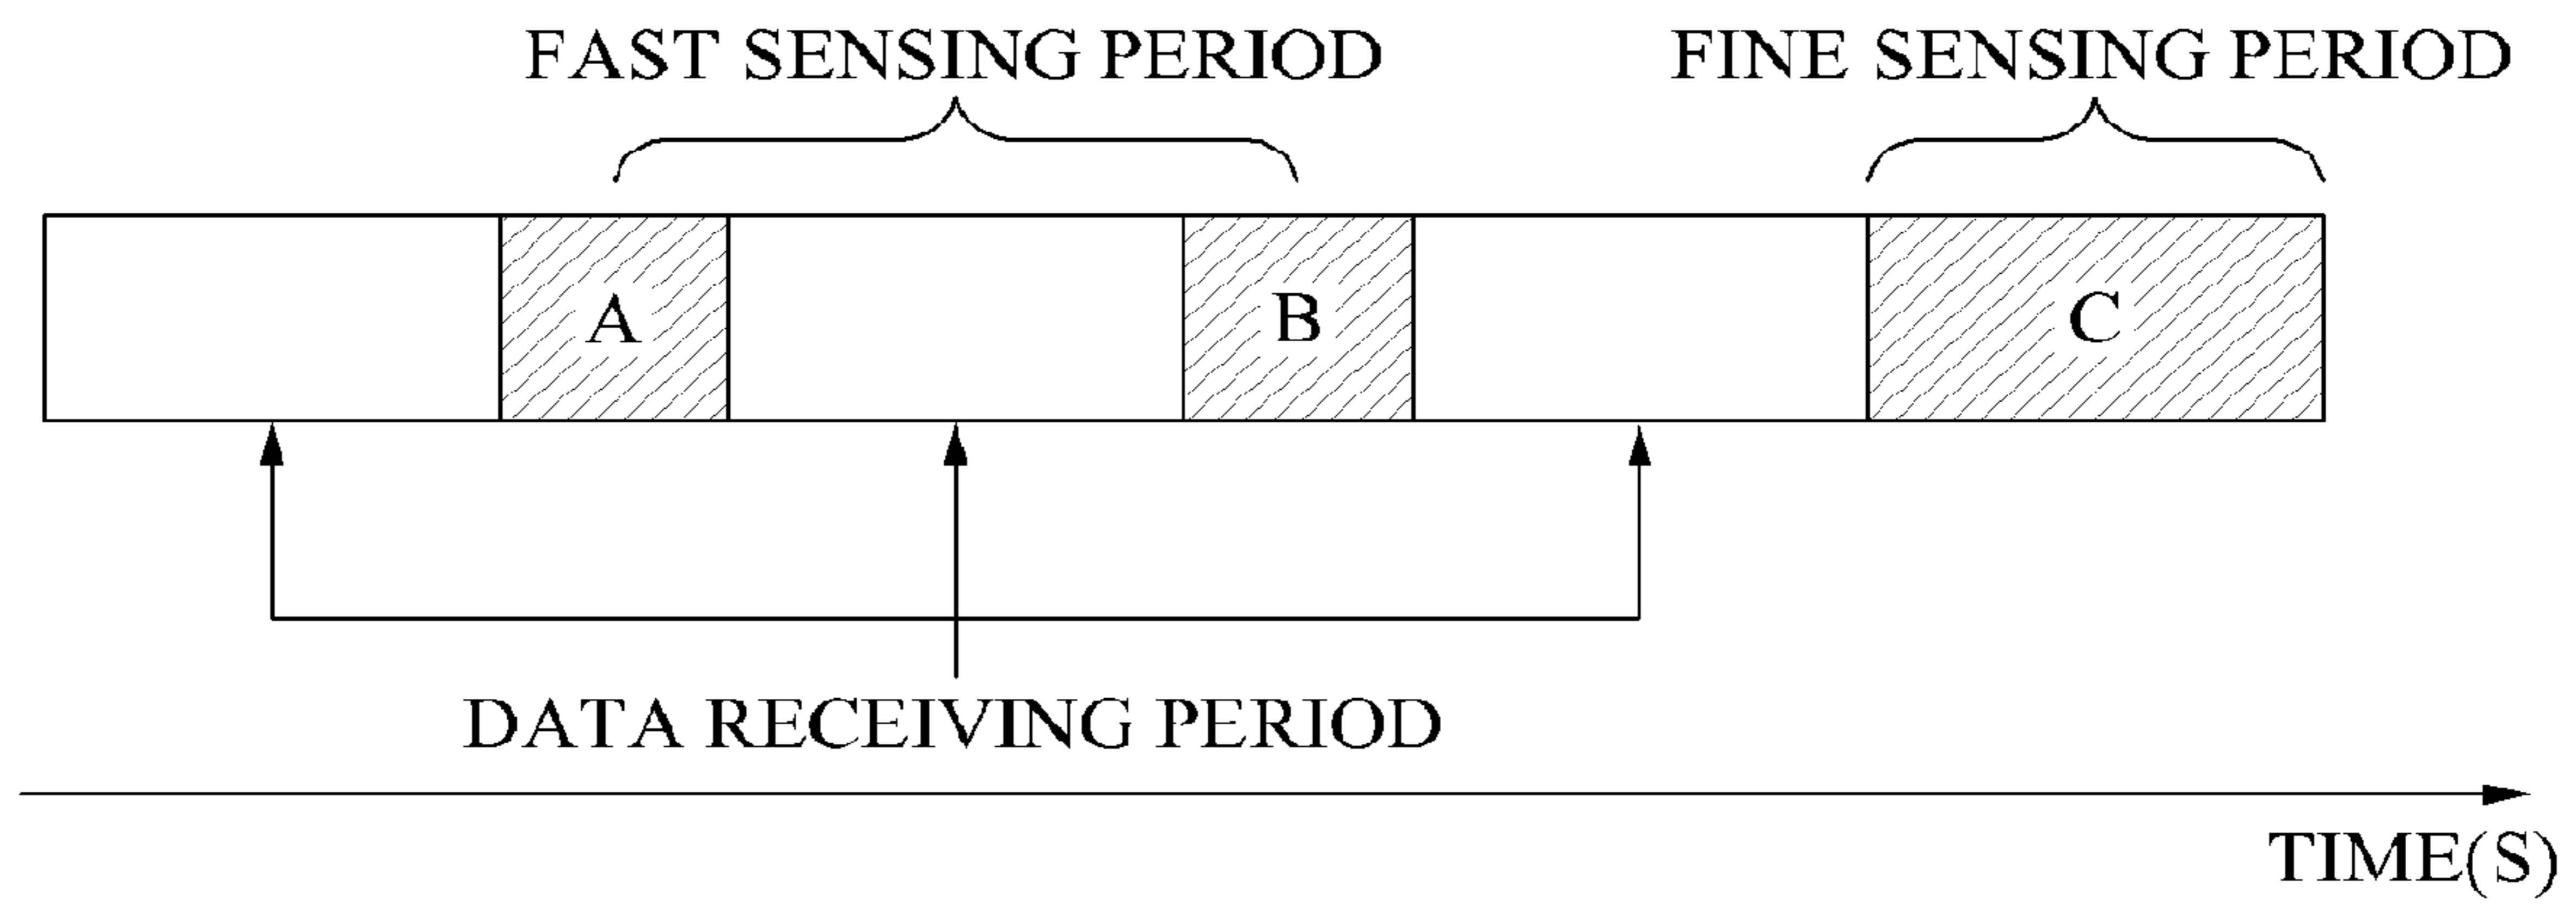 FAST SENSING PERIOD
FINE SENSING PERIOD
A
B
C
DATA RECEIVING PERIOD
TIME(S)